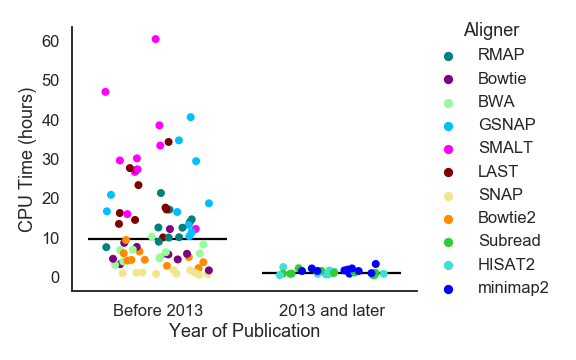 Aligner
RMAP
Bowtie
BWA
GSNAP
SMALT
LAST
SNAP
Bowtie2
Subread
HISAT2
minimap2
CPU Time (hours)
60
50
40
30
20
10
0
Before 2013
2013 and later
Year of Publication